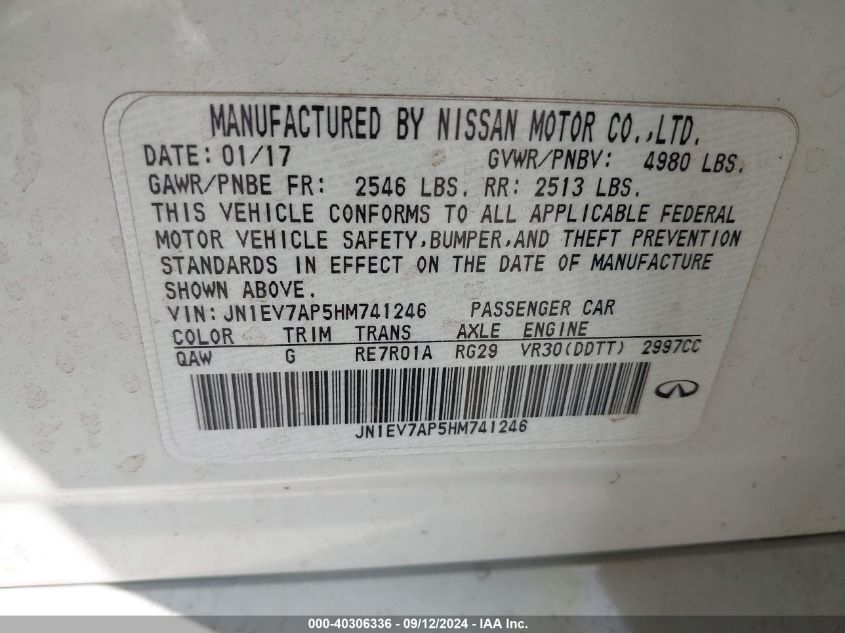 MANUFACTURED BY NISSAN MOTOR CO.,LTD.
DATE: 01/17 GVWR/PNBV: 4980 LBS.
GAWR/PNBE FR: 2546 LBS. RR: 2513 LBS.
THIS VEHICLE CONFORMS TO ALL APPLICABLE FEDERAL
MOTOR VEHICLE SAFETY,BUMPER,AND THEFT PREVENTION
STANDARDS IN EFFECT ON THE DATE OF MANUFACTURE
SHOWN ABOVE.
VIN: JN1EV7AP5HM741246 PASSENGER CAR
COLOR TRIM TRANS AXLE ENGINE
QAW G RE7R01A RG29 VR30(DDTT) 2997CC
JN1EV7AP5HM741246
000-40306336 - 09/12/2024 - IAA Inc.